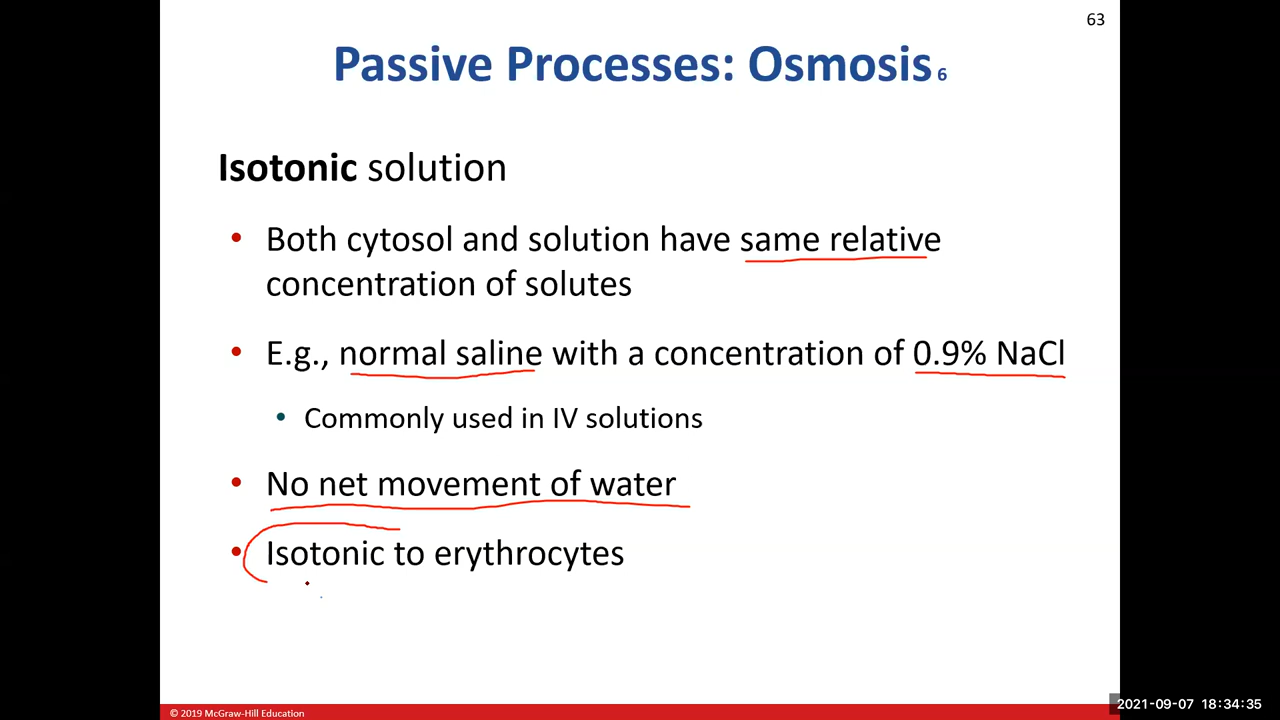 63
Passive Processes: Osmosis 6
Isotonic solution
• Both cytosol and solution have same relative
concentration of solutes
• E.g., normal saline with a concentration of 0.9% NaCl
• Commonly used in IV solutions
• No net movement of water
• Isotonic to erythrocytes
© 2019 McGraw-Hill Education
2021-09-07 18:34:35